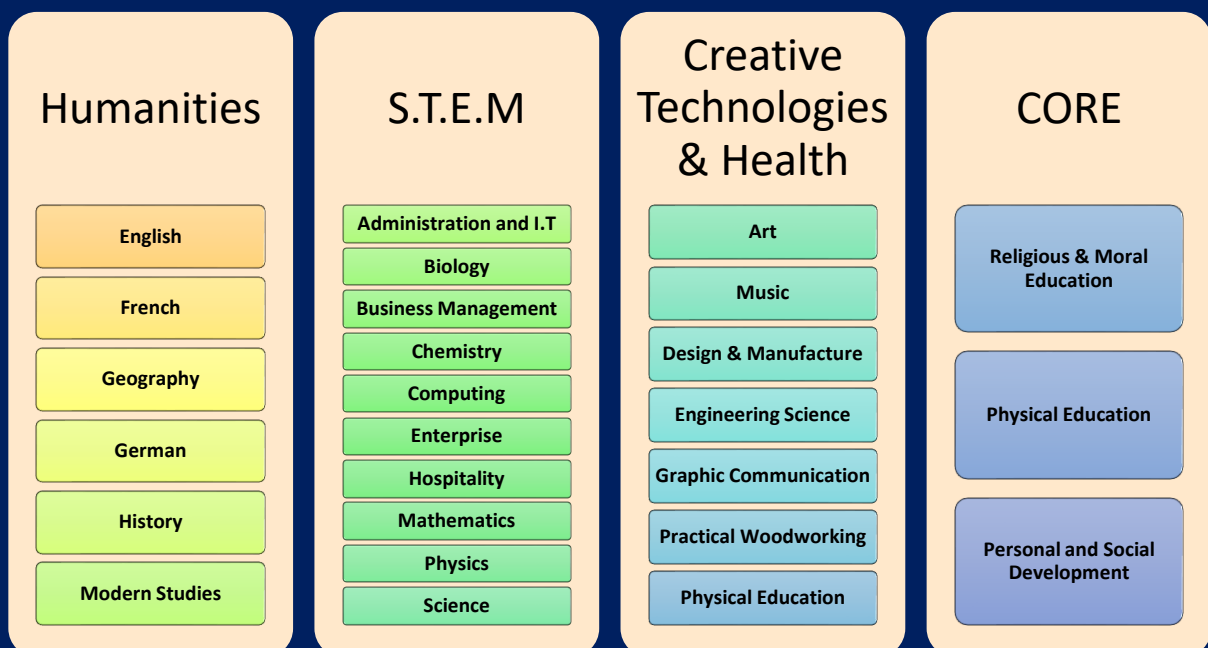 Humanities
English
French
Geography
German
History
Modern Studies
S.T.E.M
Administration and I.T
Biology
Business Management
Chemistry
Computing
Enterprise
Hospitality
Mathematics
Physics
Science
Creative
Technologies
& Health
Art
Music
Design & Manufacture
Engineering Science
Graphic Communication
Practical Woodworking
Physical Education
CORE
Religious & Moral
Education
Physical Education
Personal and Social
Development